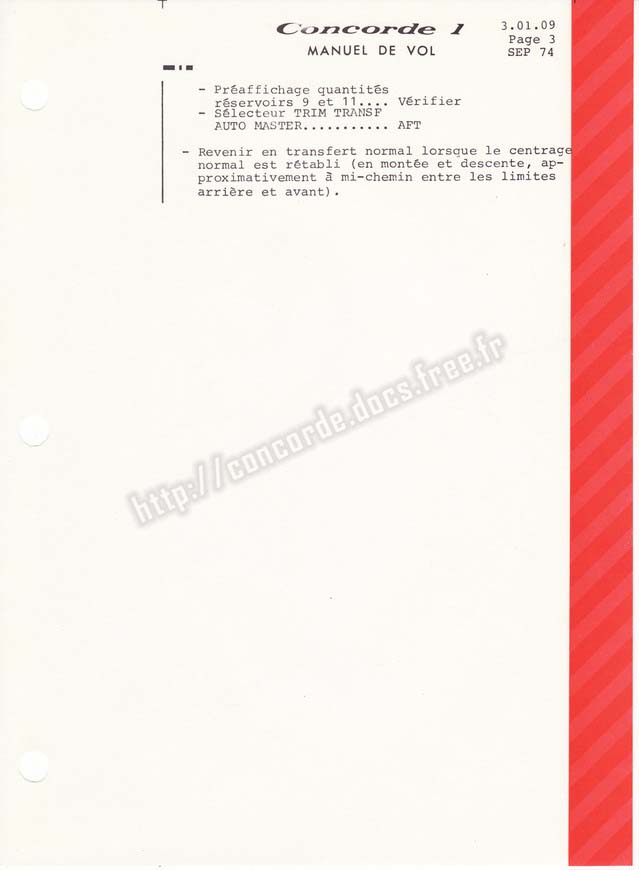 Concorde 1
MANUEL DE VOL
3.01.09
Page 3
SEP 74
- Préaffichage quantités
réservoirs 9 et 11.... Vérifier
- Sélecteur TRIM TRANSF
AUTO MASTER........... AFT
- Revenir en transfert normal lorsque le centrage
normal est rétabli (en montée et descente, ap-
proximativement à mi-chemin entre les limites
arrière et avant).
http://concorde.docs.free.fr